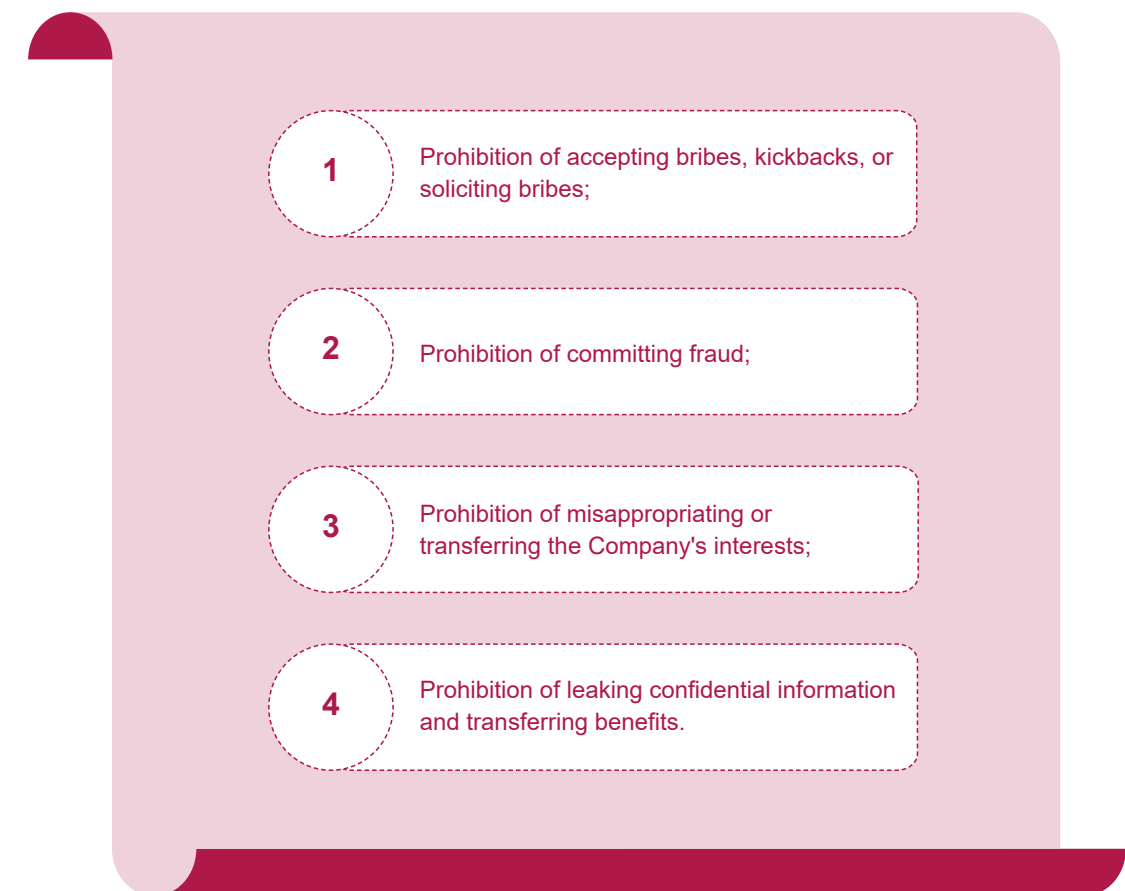 1
Prohibition of accepting bribes, kickbacks, or
soliciting bribes;
2
Prohibition of committing fraud;
3
Prohibition of misappropriating or
transferring the Company's interests;
4
Prohibition of leaking confidential information
and transferring benefits.